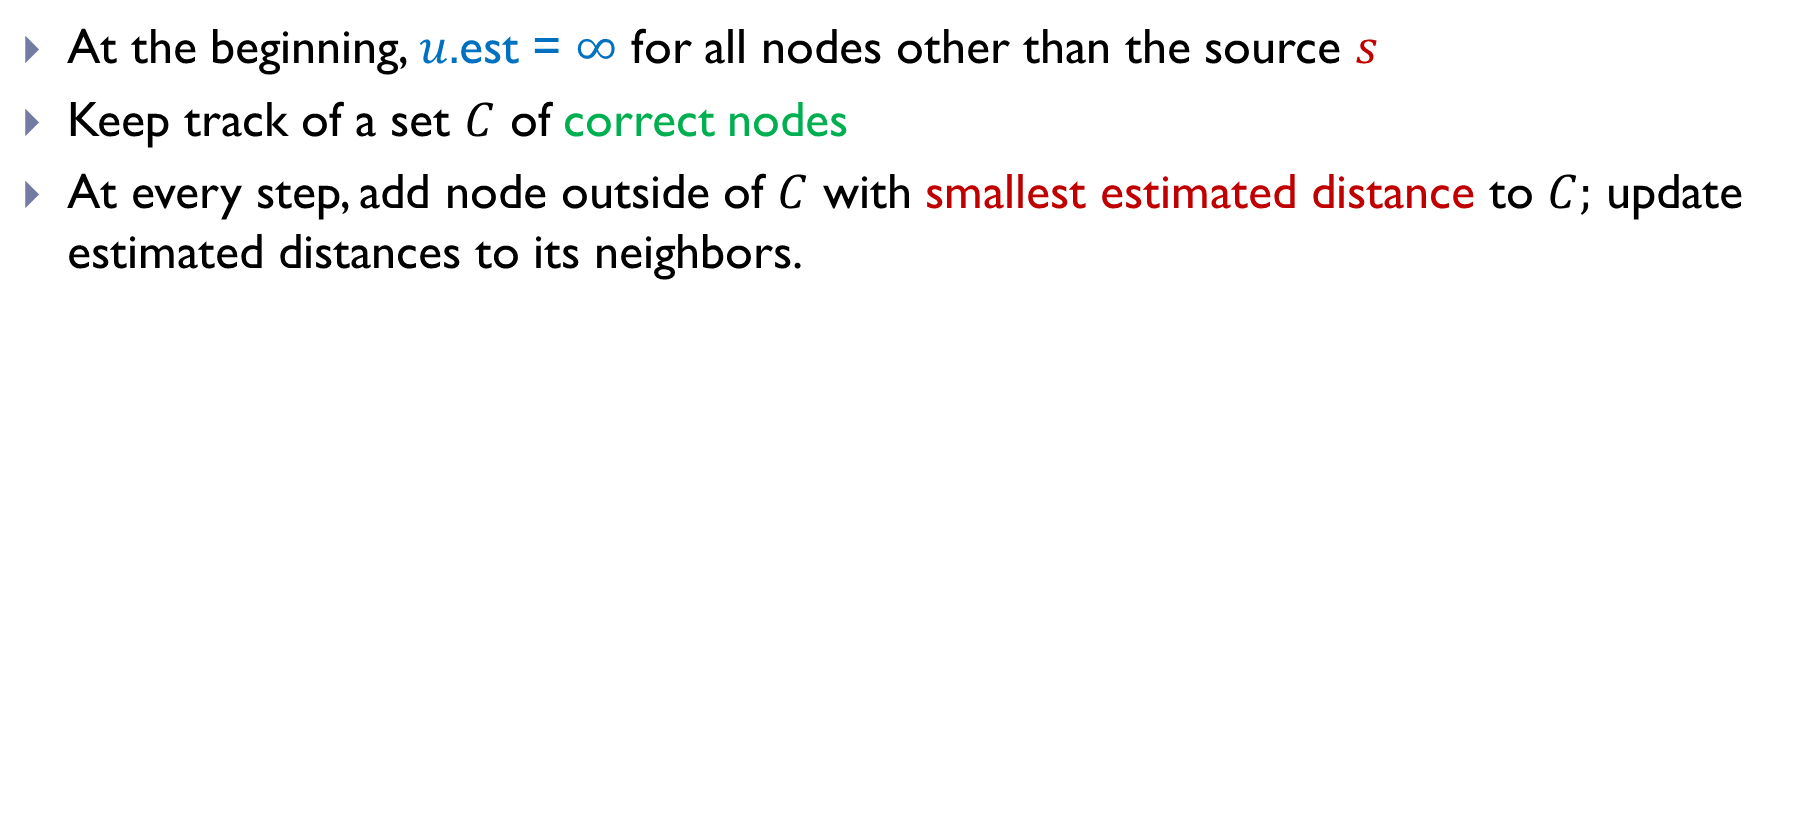 At the beginning, u.est = ∞ for all nodes other than the source s
Keep track of a set C of correct nodes
At every step, add node outside of C with smallest estimated distance to C; update
estimated distances to its neighbors.